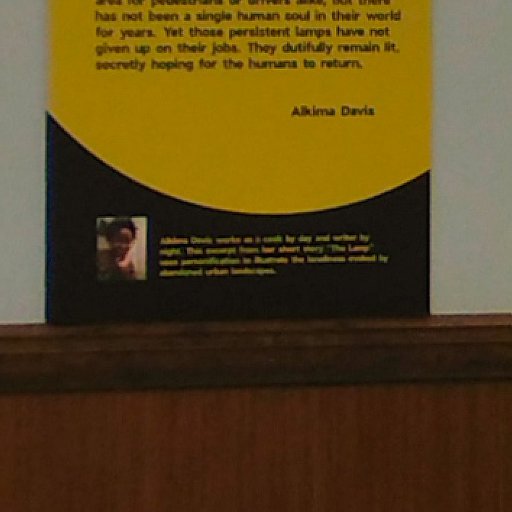 area for pedestrians or drivers alike, but there
has not been a single human soul in their world
for years. Yet those persistent lamps have not
given up on their jobs. They dutifully remain lit,
secretly hoping for the humans to return.
Aikima Davis
Aikima Davis works as a cook by day and writer by
night. This excerpt from her short story "The Lamp"
uses personification to illustrate the loneliness evoked by
abandoned urban landscapes.